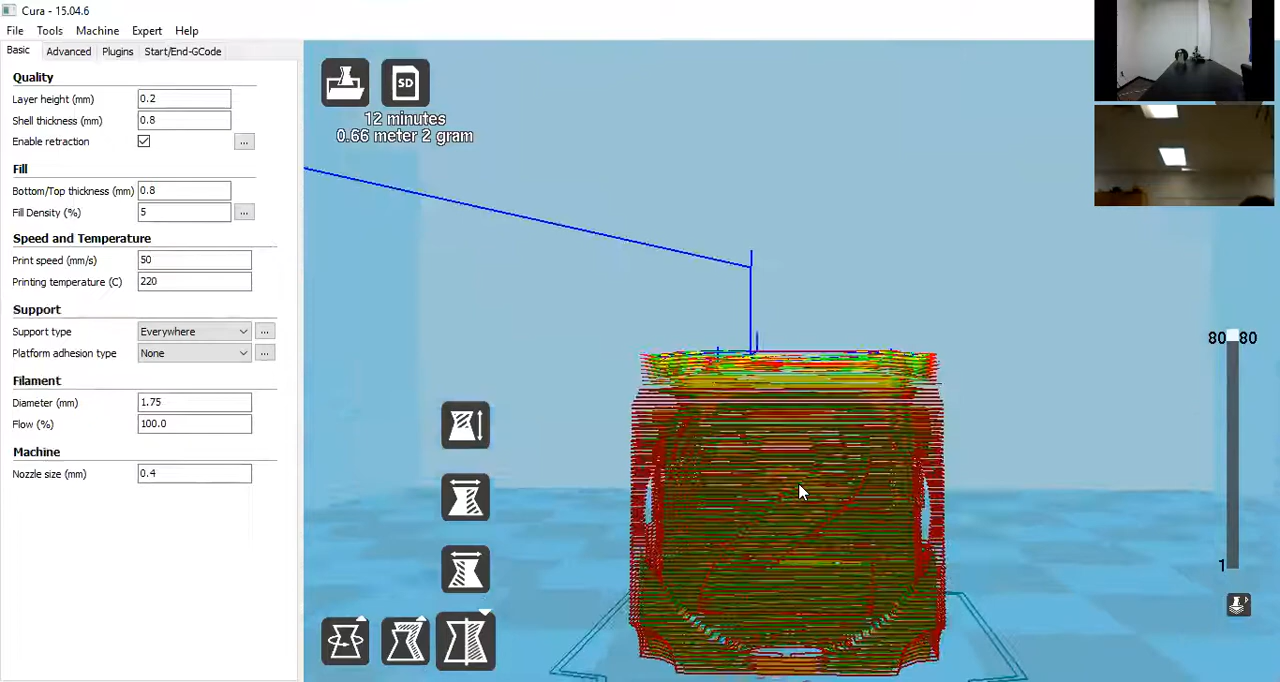 Cura - 15.04.6
File Tools Machine Expert Help
Basic Advanced Plugins Start/End-GCode
Quality
Layer height (mm) 0.2
Shell thickness (mm) 0.8
Enable retraction ...
Fill
Bottom/Top thickness (mm) 0.8
Fill Density (%) 5 ...
Speed and Temperature
Print speed (mm/s) 50
Printing temperature (C) 220
Support
Support type Everywhere ...
Platform adhesion type None ...
Filament
Diameter (mm) 1.75
Flow (%) 100.0
Machine
Nozzle size (mm) 0.4
SD
12 minutes
0.66 meter 2 gram
80 80
1